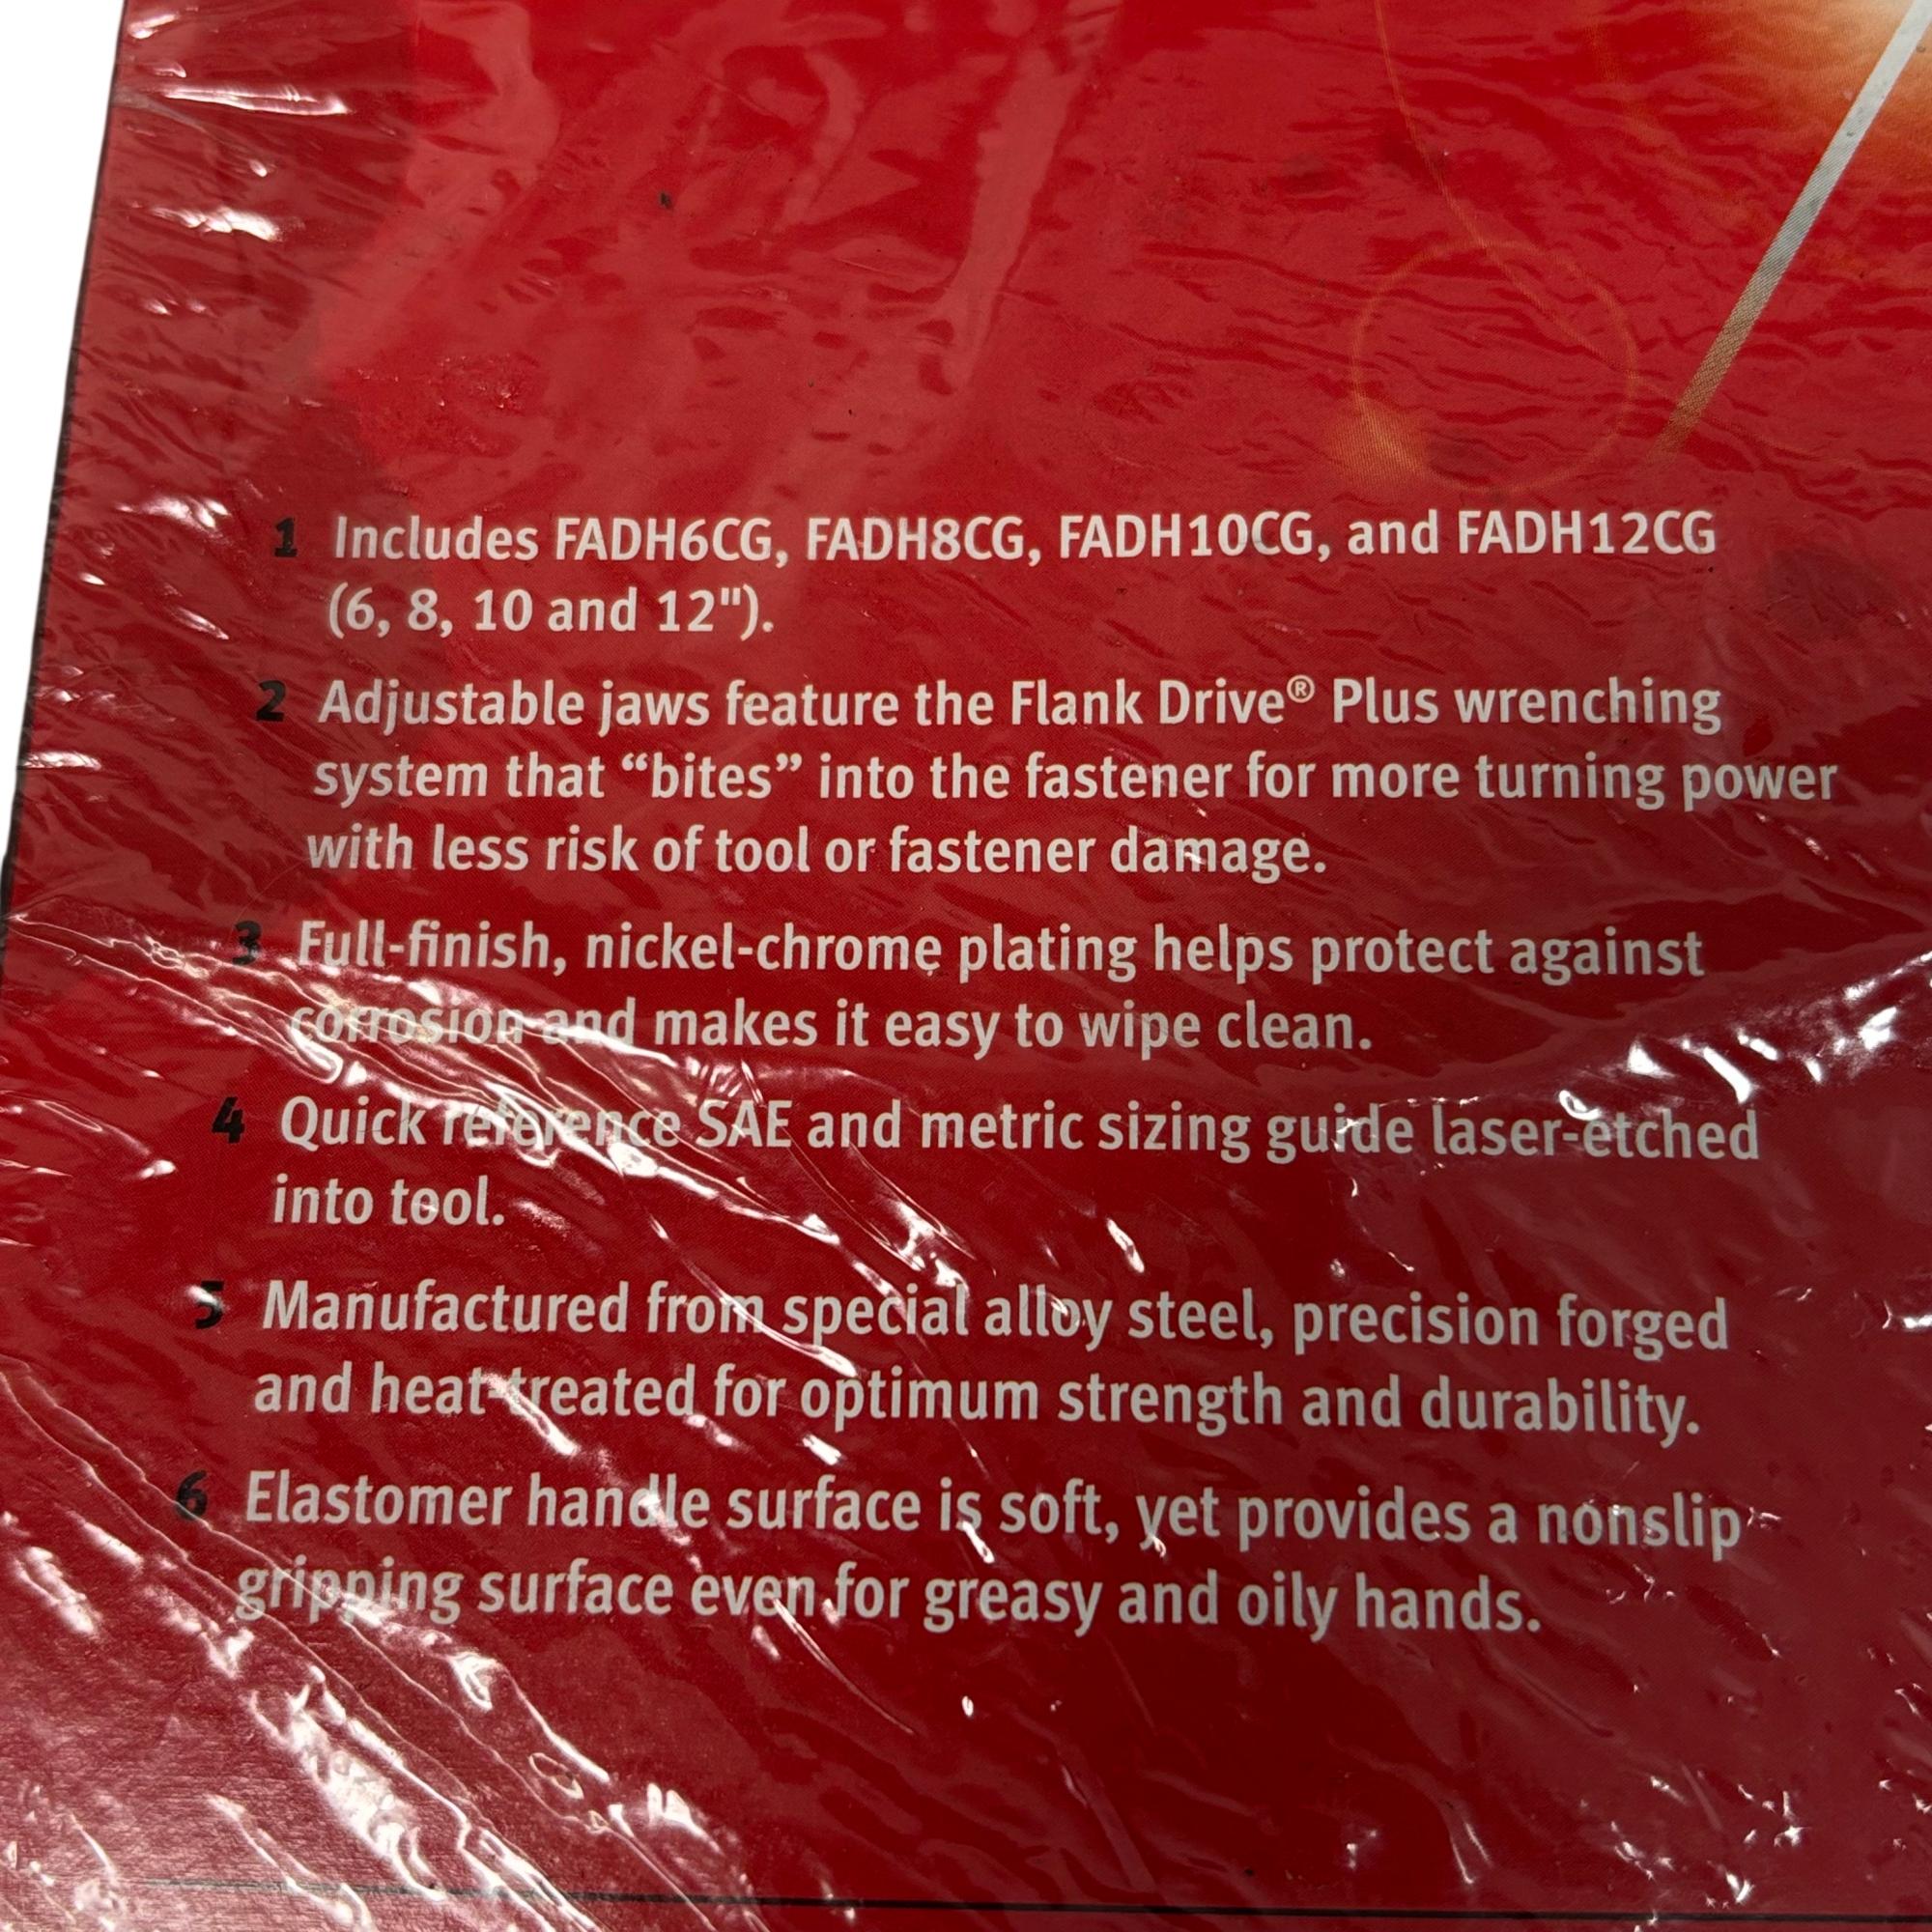 1 Includes FADH6CG, FADH8CG, FADH10CG, and FADH12CG
(6, 8, 10 and 12").
2 Adjustable jaws feature the Flank Drive® Plus wrenching
system that “bites” into the fastener for more turning power
with less risk of tool or fastener damage.
3 Full-finish, nickel-chrome plating helps protect against
corrosion and makes it easy to wipe clean.
4 Quick reference SAE and metric sizing guide laser-etched
into tool.
5 Manufactured from special alloy steel, precision forged
and heat-treated for optimum strength and durability.
6 Elastomer handle surface is soft, yet provides a nonslip
gripping surface even for greasy and oily hands.